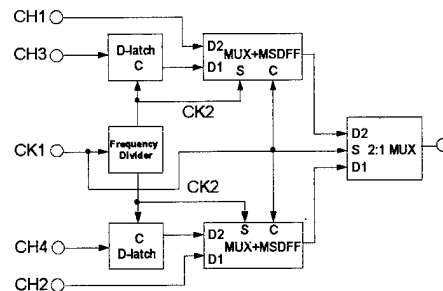 CH1
CH3
D-latch
C
D2
D1
MUX+MSDFF
S C
CK2
CK1
Frequency
Divider
D2
S 2:1 MUX
D1
CK2
C
D-latch
CH4
CH2
S C
D2
D1
MUX+MSDFF